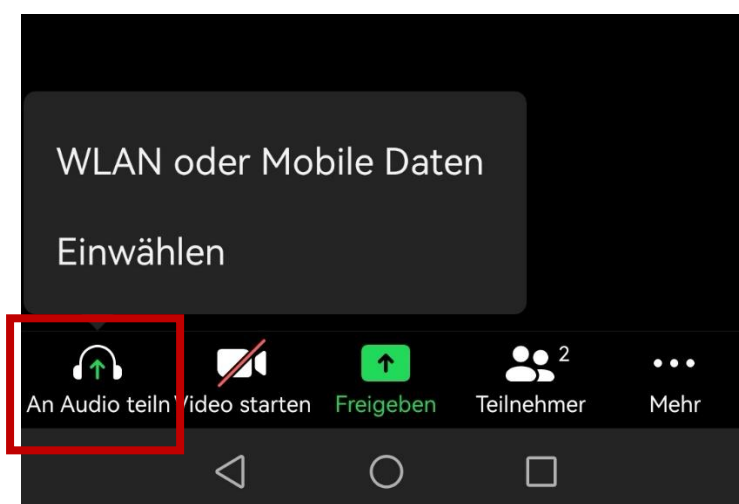 WLAN oder Mobile Daten
Einwählen
An Audio teiln Video starten Freigeben Teilnehmer 2 Mehr